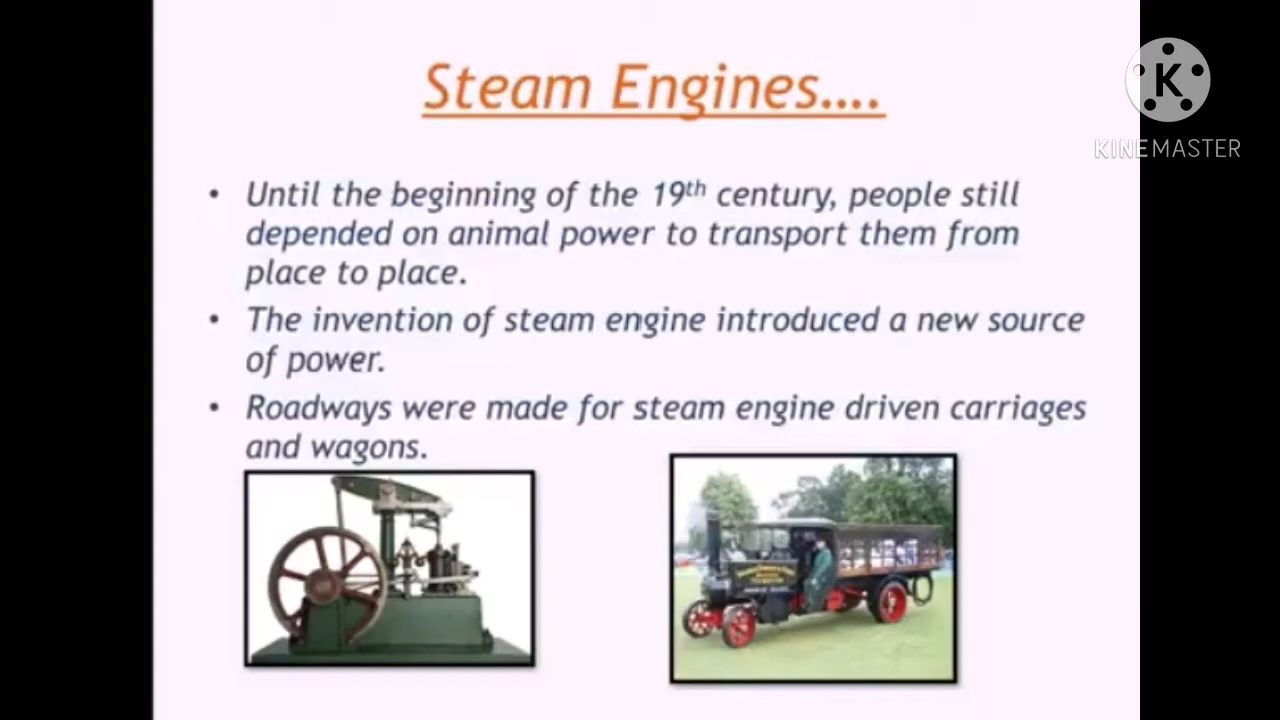 Steam Engines....
K
KINEMASTER
• Until the beginning of the 19th century, people still
depended on animal power to transport them from
place to place.
• The invention of steam engine introduced a new source
of power.
• Roadways were made for steam engine driven carriages
and wagons.